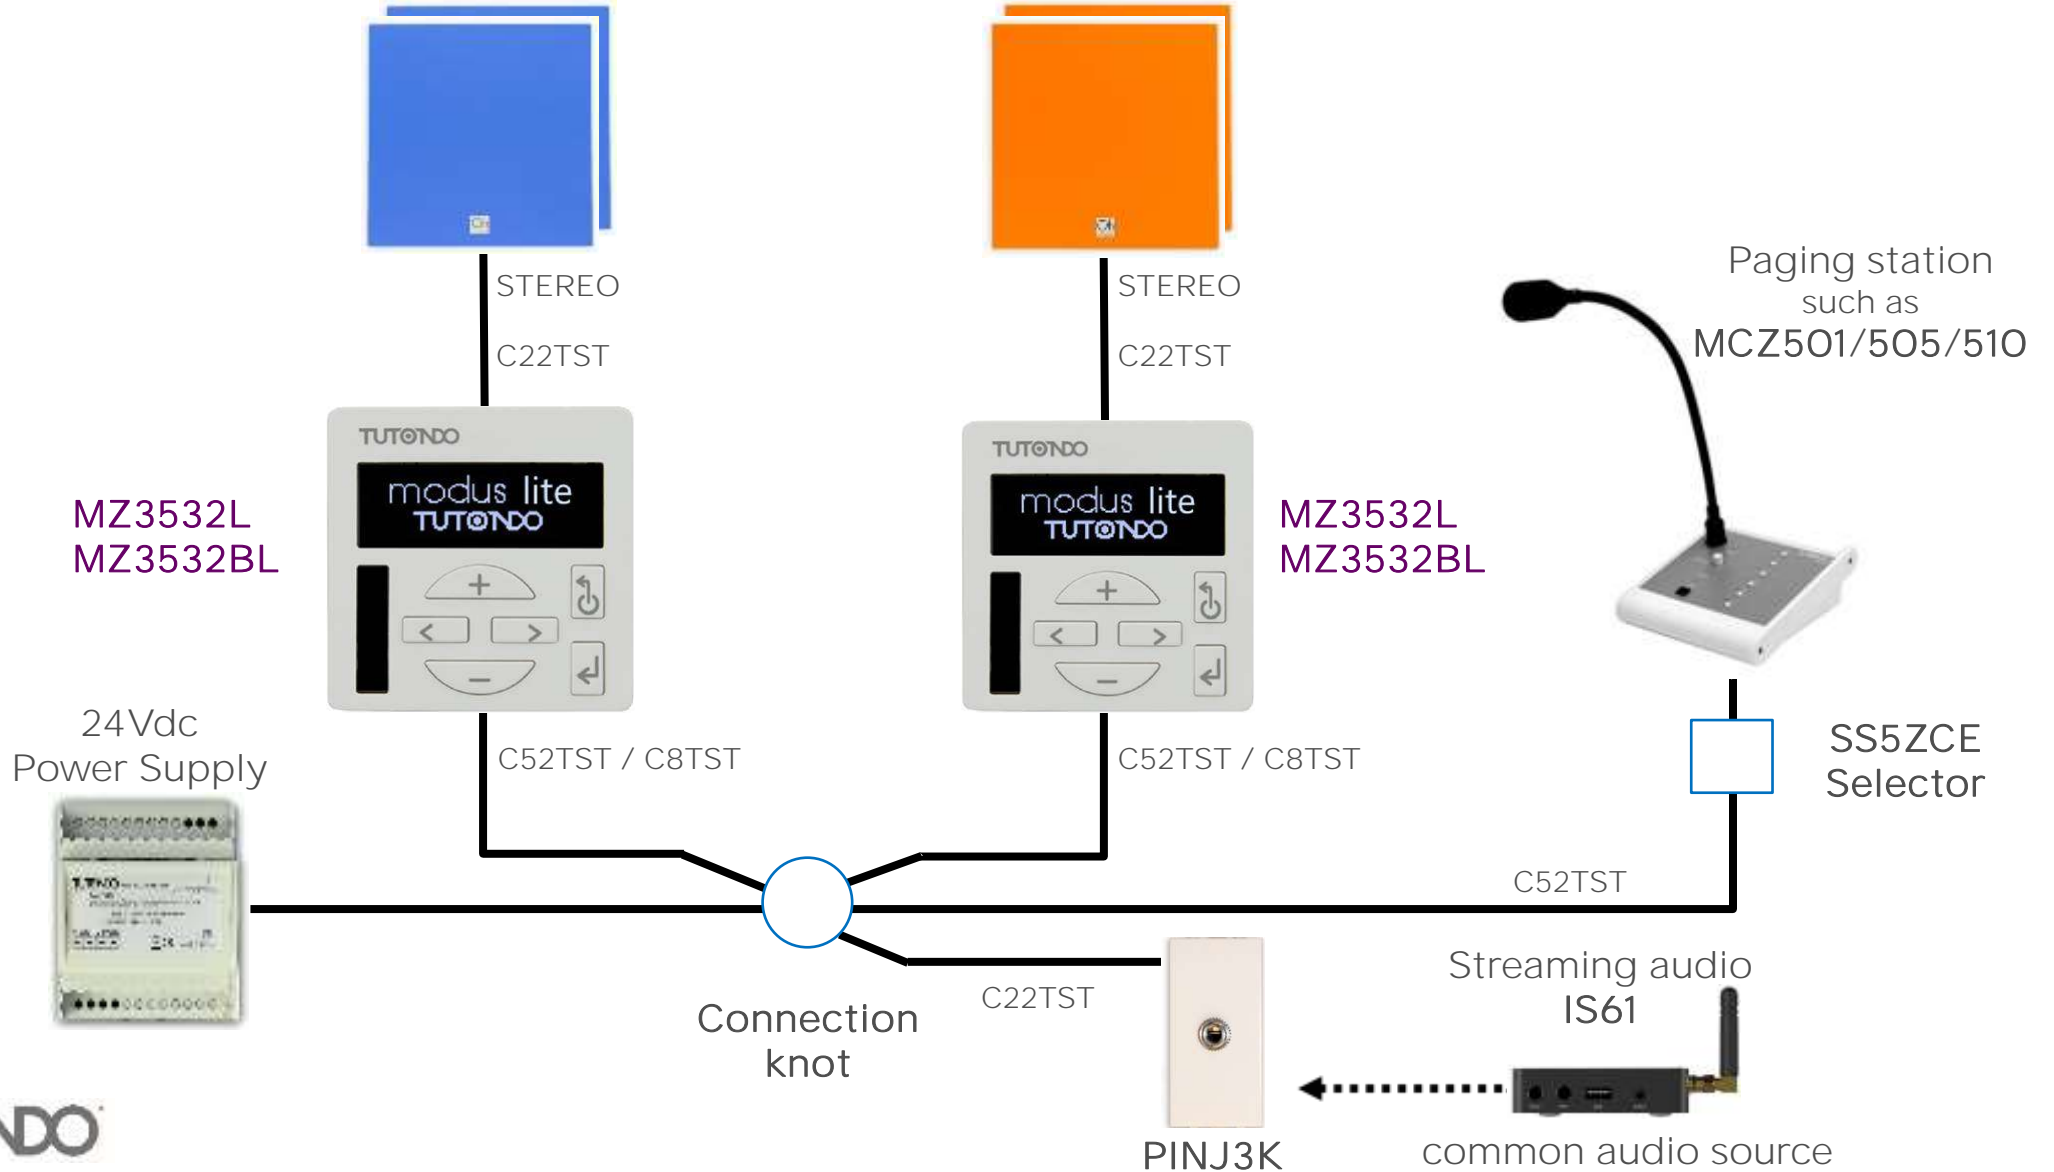 STEREO
C22TST
STEREO
C22TST
Paging station
such as
MCZ501/505/510
TUTONDO
modus lite
TUTONDO
MZ3532L
MZ3532BL
TUTONDO
modus lite
TUTONDO
MZ3532L
MZ3532BL
24Vdc
Power Supply
C52TST / C8TST
C52TST / C8TST
SS5ZCE
Selector
C52TST
C22TST
Connection
knot
Streaming audio
IS61
PINJ3K
common audio source
NDO